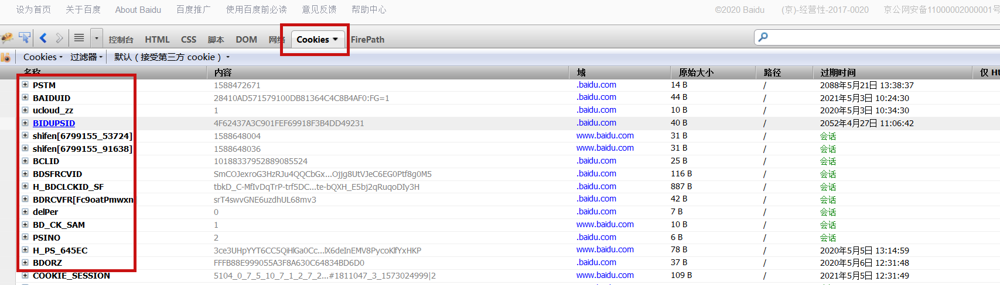 设为首页 关于百度 About Baidu 百度推广 使用百度前必读 意见反馈 帮助中心 ©2020 Baidu (京)-经营性-2017-0020 京公网安备11000002000001号
控制台 HTML CSS 脚本 DOM 网络 Cookies FirePath
Cookies 过滤器 默认（接受第三方 cookie）
名称 内容 域 原始大小 路径 过期时间 仅 Ht
PSTM 1588472671 .baidu.com 14 B / 2088年5月21日 13:38:37
BAIDUID 28410AD571579100DB81364C4C8B4AF0:FG=1 .baidu.com 44 B / 2021年5月3日 10:24:30
ucloud_zz 1 .baidu.com 10 B / 2020年5月3日 10:34:30
BIDUPSID 4F62437A3C901FEF69918F3B4DD49231 .baidu.com 40 B / 2052年4月27日 11:06:42
shifen[6799155_53724] 1588648004 www.baidu.com 31 B / 会话
shifen[6799155_91638] 1588648036 www.baidu.com 31 B / 会话
BCLID 10188337952889085524 .baidu.com 25 B / 会话
BDSFRCVID SmCOJexroG3HzRJu4QQCbGx...Ojjg8UtVJeC6EG0Ptf8g0M5 .baidu.com 116 B / 会话
H_BDCLCKID_SF tbkD_C-MfIvDqTrP-trf5DC...te-bQXH_E5bj2qRuqoDIy3H .baidu.com 887 B / 会话
BDRCVFR[Fc9oatPmwxn srT4swvGNE6uzdhUL68mv3 .baidu.com 42 B / 会话
delPer 0 .baidu.com 7 B / 会话
BD_CK_SAM 1 www.baidu.com 10 B / 会话
PSINO 2 .baidu.com 6 B / 会话
H_PS_645EC 3ce3UHpYYT6CC5QiHlGa0Cc...lX6deInEMV8PycoKlfYxHKP www.baidu.com 78 B / 2020年5月5日 13:14:59
BDORZ FFFB88E999055A3F8A630C64834BD6D0 .baidu.com 37 B / 2020年5月6日 12:31:48
COOKIE_SESSION 5104_0_7_5_10_7_1_2_7_2...#1811047_3_1573024999|2 www.baidu.com 109 B / 2021年5月5日 12:31:49